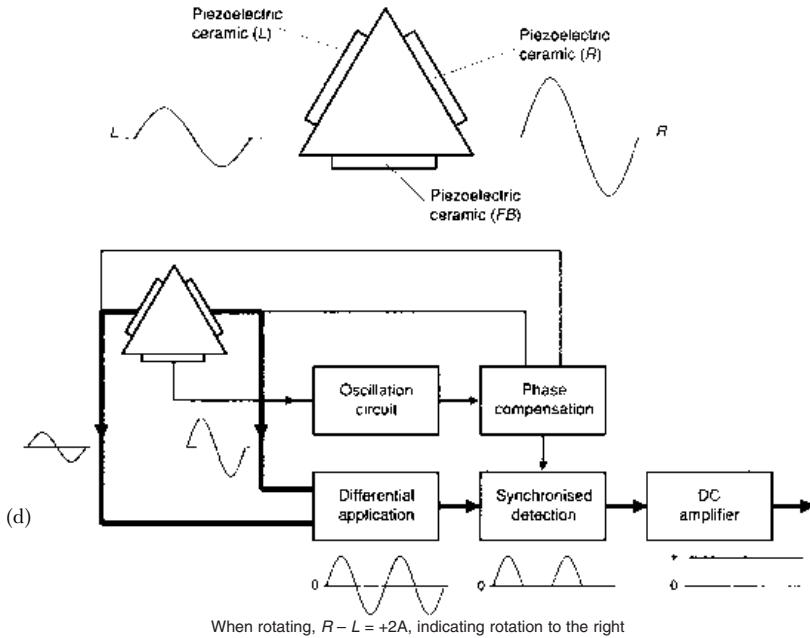 Piezoelectric
ceramic (L)
Piezoelectric
ceramic (R)
L
R
Piezoelectric
ceramic (FB)
Oscillation
circuit
Phase
compensation
(d)
Differential
application
Synchronised
detection
DC
amplifier
0
0
+
0
When rotating, R – L = +2A, indicating rotation to the right